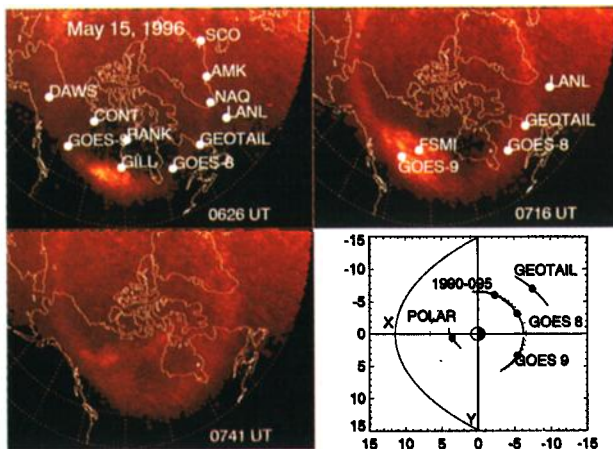 May 15, 1996
SCO
AMK
DAWS
NAQ
LANL
CONT
RANK
GOES-9
GEOTAIL
GILL
GOES-8
0626 UT
LANL
GEOTAIL
FSMI
GOES-8
GOES-9
0716 UT
0741 UT
-15
-10
-5
0
5
10
15
GEOTAIL
1990-095
POLAR
GOES 8
X
GOES 9
Y
15 10 5 0 -5 -10 -15